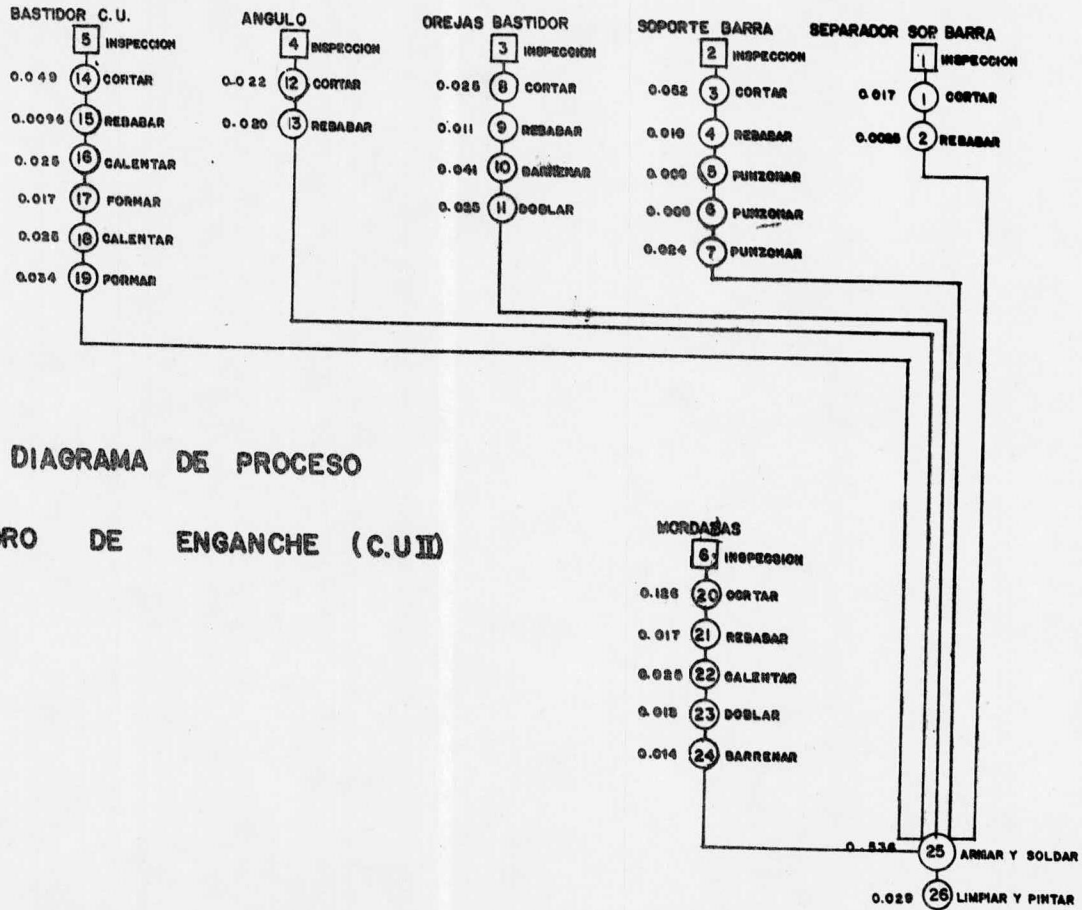 BASTIDOR C.U.
5 INSPECCION
0.049 14 CORTAR
0.0096 15 REBABAR
0.025 16 CALENTAR
0.017 17 FORMAR
0.025 18 CALENTAR
0.034 19 FORMAR
ANGULO
4 INSPECCION
0.022 12 CORTAR
0.020 13 REBABAR
OREJAS BASTIDOR
3 INSPECCION
0.025 8 CORTAR
0.011 9 REBABAR
0.041 10 BARRENAR
0.025 11 DOBLAR
SOPORTE BARRA
2 INSPECCION
0.052 3 CORTAR
0.010 4 REBABAR
5 PUNZONAR
6 PUNZONAR
0.024 7 PUNZONAR
SEPARADOR SOP BARRA
1 INSPECCION
0.017 1 CORTAR
2 REBABAR
DIAGRAMA DE PROCESO
RO DE ENGANCHE (C.U III)
MORDAZAS
6 INSPECCION
0.126 20 CORTAR
0.017 21 REBABAR
0.025 22 CALENTAR
0.013 23 DOBLAR
0.014 24 BARRENAR
0.536 25 ARMAR Y SOLDAR
0.029 26 LIMPIAR Y PINTAR